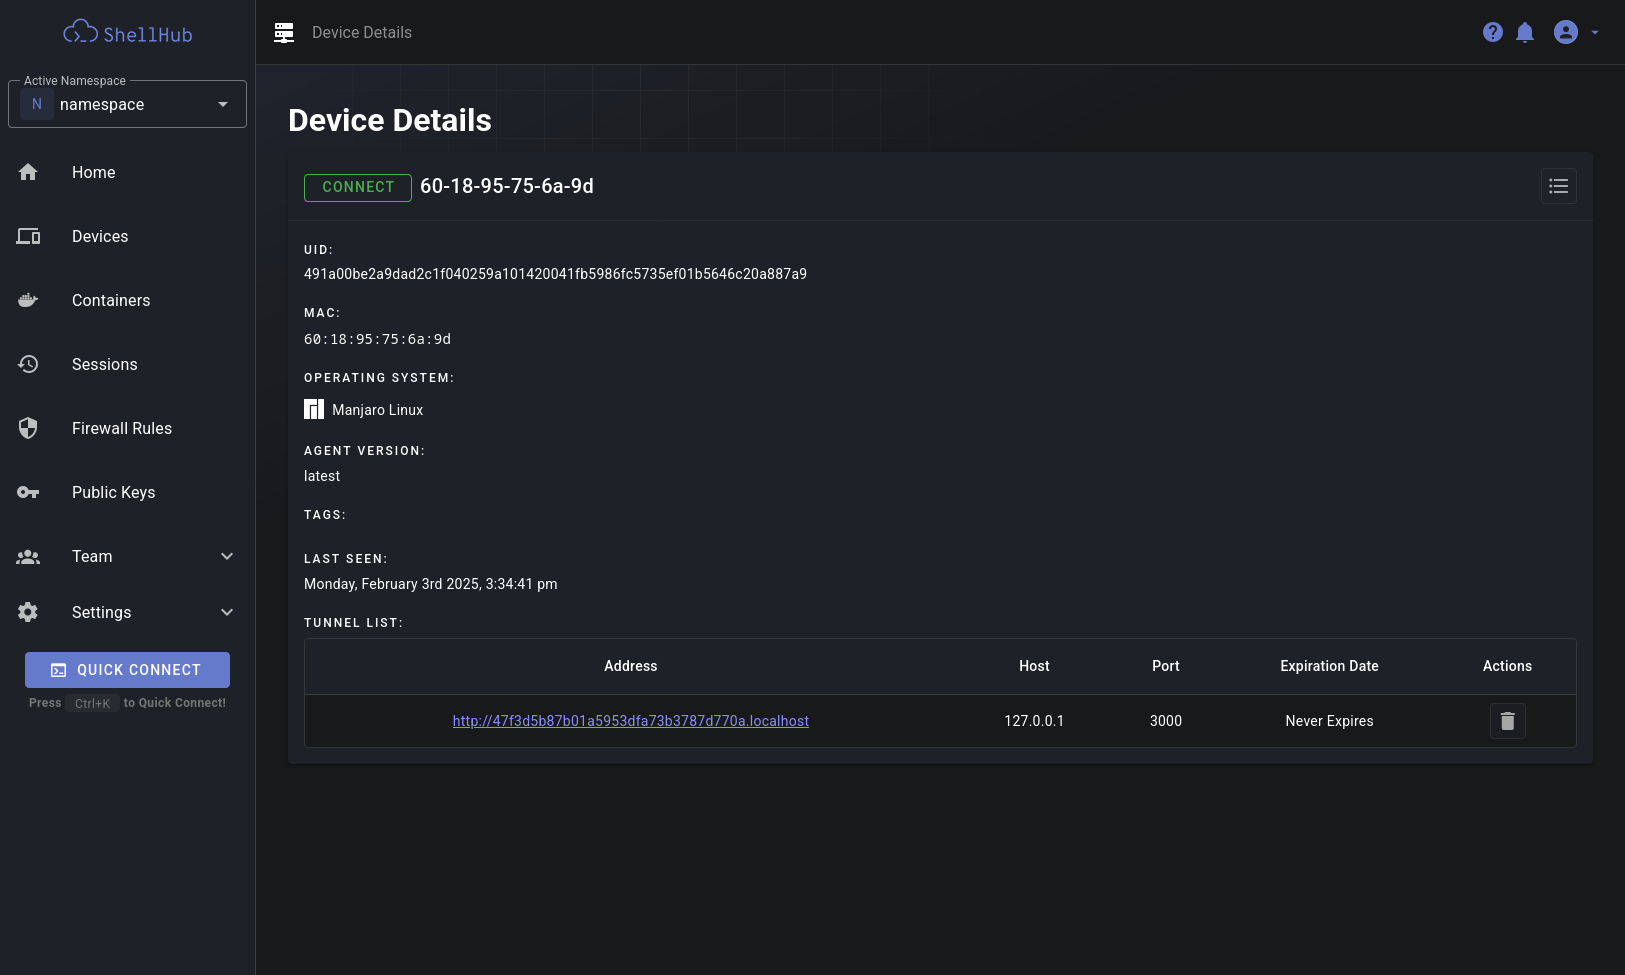 ShellHub
Device Details
Active Namespace
N namespace
Home
Devices
Containers
Sessions
Firewall Rules
Public Keys
Team
Settings
QUICK CONNECT
Press Ctrl+K to Quick Connect!
Device Details
CONNECT 60-18-95-75-6a-9d
UID:
491a00be2a9dad2c1f040259a101420041fb5986fc5735ef01b5646c20a887a9
MAC:
60:18:95:75:6a:9d
OPERATING SYSTEM:
Manjaro Linux
AGENT VERSION:
latest
TAGS:
LAST SEEN:
Monday, February 3rd 2025, 3:34:41 pm
TUNNEL LIST:
Address Host Port Expiration Date Actions
http://47f3d5b87b01a5953dfa73b3787d770a.localhost 127.0.0.1 3000 Never Expires